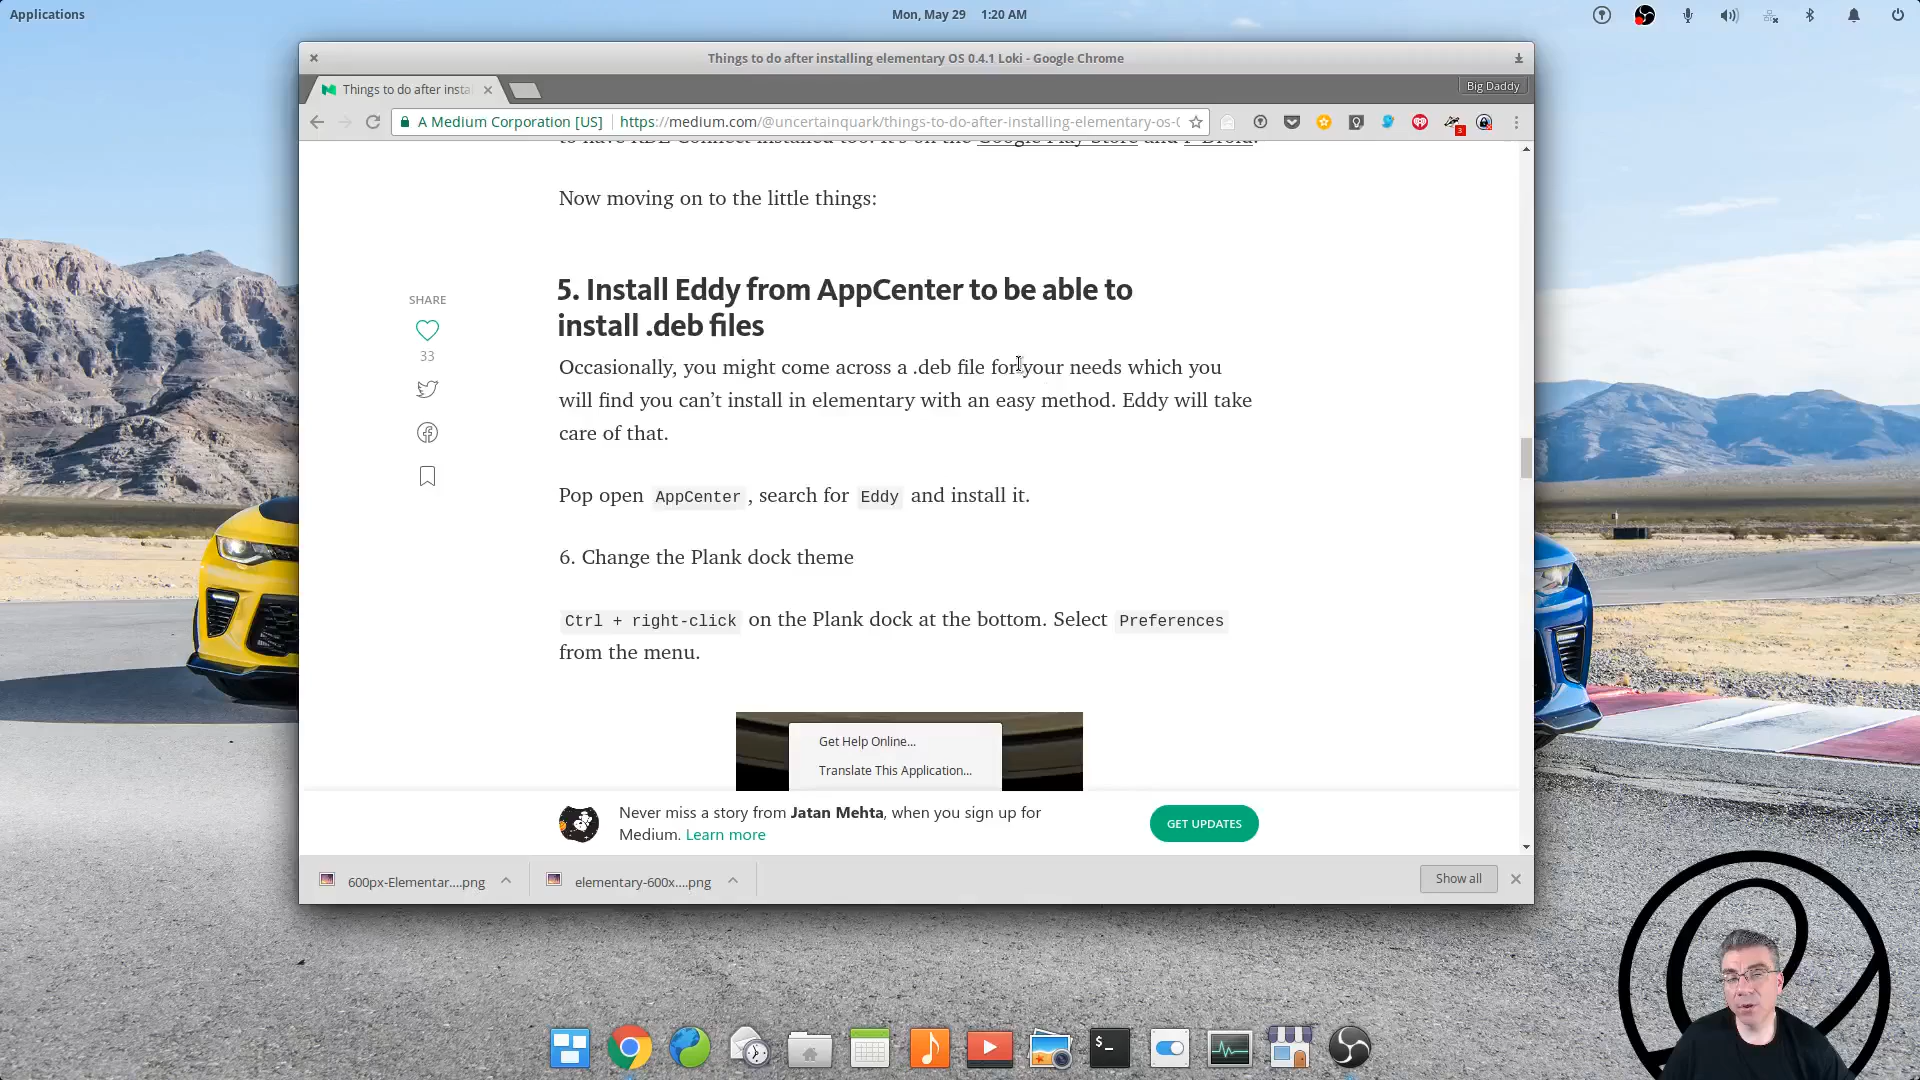 Applications
Mon, May 29 1:20 AM
Things to do after installing elementary OS 0.4.1 Loki - Google Chrome
Things to do after insta
Big Daddy
A Medium Corporation [US]
https://medium.com/@uncertainquark/things-to-do-after-installing-elementary-os-0
3
to have KDE Connect installed too. It's on the Google Play Store and F-Droid.
Now moving on to the little things:
SHARE
33
5. Install Eddy from AppCenter to be able to
install .deb files
Occasionally, you might come across a .deb file for your needs which you
will find you can’t install in elementary with an easy method. Eddy will take
care of that.
Pop open AppCenter, search for Eddy and install it.
6. Change the Plank dock theme
Ctrl + right-click on the Plank dock at the bottom. Select Preferences
from the menu.
Get Help Online...
Translate This Application...
Never miss a story from Jatan Mehta, when you sign up for
Medium. Learn more
GET UPDATES
600px-Elementar....png
elementary-600x....png
Show all
$_